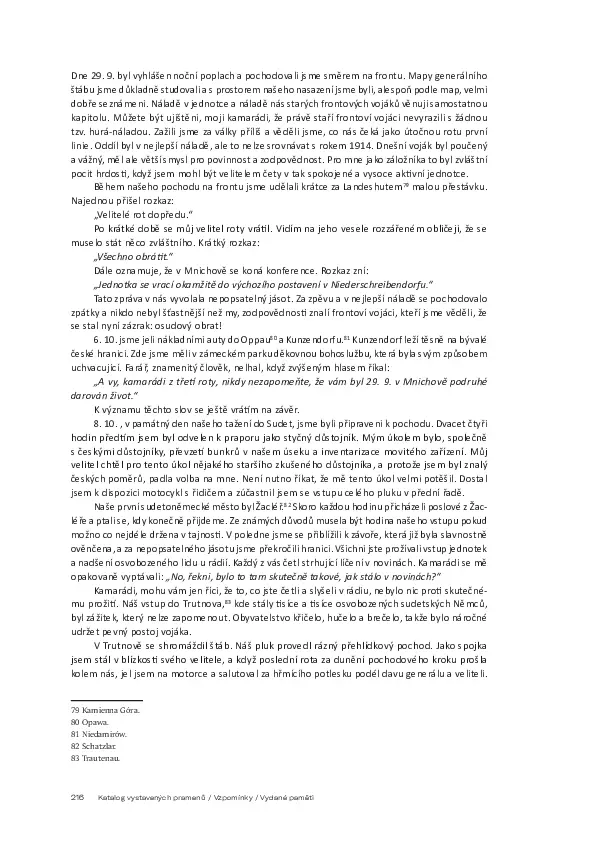 Dne 29. 9. byl vyhlášen noční poplach a pochodovali jsme směrem na frontu. Mapy generálního
štábu jsme důkladně studovali a s prostorem našeho nasazení jsme byli, alespoň podle map, velmi
dobře seznámeni. Náladě v jednotce a náladě nás starých frontových vojáků věnuji samostatnou
kapitolu. Můžete být ujištěni, moji kamarádi, že právě staří frontoví vojáci nevyrazili s žádnou
tzv. hurá-náladou. Zažili jsme za války příliš a věděli jsme, co nás čeká jako útočnou rotu první
linie. Oddíl byl v nejlepší náladě, ale to nelze srovnávat s rokem 1914. Dnešní voják byl poučený
a vážný, měl ale větší smysl pro povinnost a zodpovědnost. Pro mne jako záložníka to byl zvláštní
pocit hrdosti, když jsem mohl být velitelem čety v tak spokojené a vysoce aktivní jednotce.
Během našeho pochodu na frontu jsme udělali krátce za Landeshutem⁷⁹ malou přestávku.
Najednou přišel rozkaz:
„Velitelé rot dopředu.“
Po krátké době se můj velitel roty vrátil. Vidím na jeho vesele rozzářeném obličeji, že se
muselo stát něco zvláštního. Krátký rozkaz:
„Všechno obrátit.“
Dále oznamuje, že v Mnichově se koná konference. Rozkaz zní:
„Jednotka se vrací okamžitě do výchozího postavení v Niederschreibendorfu.“
Tato zpráva v nás vyvolala nepopsatelný jásot. Za zpěvu a v nejlepší náladě se pochodovalo
zpátky a nikdo nebyl šťastnější než my, zodpovědnosti znalí frontoví vojáci, kteří jsme věděli, že
se stal nyní zázrak: osudový obrat!
6. 10. jsme jeli nákladními auty do Oppau⁸⁰ a Kunzendorfu.⁸¹ Kunzendorf leží těsně na bývalé
české hranici. Zde jsme měli v zámeckém parku děkovnou bohoslužbu, která byla svým způsobem
uchvacující. Farář, znamenitý člověk, nelhal, když zvýšeným hlasem říkal:
„A vy, kamarádi z třetí roty, nikdy nezapomeňte, že vám byl 29. 9. v Mnichově podruhé
darován život.“
K významu těchto slov se ještě vrátím na závěr.
8. 10. , v památný den našeho tažení do Sudet, jsme byli připraveni k pochodu. Dvacet čtyři
hodin předtím jsem byl odvelen k praporu jako styčný důstojník. Mým úkolem bylo, společně
s českými důstojníky, převzetí bunkrů v našem úseku a inventarizace movitého zařízení. Můj
velitel chtěl pro tento úkol nějakého staršího zkušeného důstojníka, a protože jsem byl znalý
českých poměrů, padla volba na mne. Není nutno říkat, že mě tento úkol velmi potěšil. Dostal
jsem k dispozici motocykl s řidičem a zúčastnil jsem se vstupu celého pluku v přední řadě.
Naše první sudetoněmecké město byl Žacléř.⁸² Skoro každou hodinu přicházeli poslové z Žac-
léře a ptali se, kdy konečně přijdeme. Ze známých důvodů musela být hodina našeho vstupu pokud
možno co nejdéle držena v tajnosti. V poledne jsme se přiblížili k závoře, která již byla slavnostně
ověnčena, a za nepopsatelného jásotu jsme překročili hranici. Všichni jste prožívali vstup jednotek
a nadšení osvobozeného lidu u rádií. Každý z vás četl strhující líčení v novinách. Kamarádi se mě
opakovaně vyptávali: „No, řekni, bylo to tam skutečně takové, jak stálo v novinách?“
Kamarádi, mohu vám jen říci, že to, co jste četli a slyšeli v rádiu, nebylo nic proti skutečné-
mu prožití. Náš vstup do Trutnova,⁸³ kde stály tisíce a tisíce osvobozených sudetských Němců,
byl zážitek, který nelze zapomenout. Obyvatelstvo křičelo, hučelo a brečelo, takže bylo náročné
udržet pevný postoj vojáka.
V Trutnově se shromáždil štáb. Náš pluk provedl rázný přehlídkový pochod. Jako spojka
jsem stál v blízkosti svého velitele, a když poslední rota za dunění pochodového kroku prošla
kolem nás, jel jsem na motorce a salutoval za hřmícího potlesku podél davu generálu a veliteli.
79 Kamienna Góra.
80 Opawa.
81 Niedamirów.
82 Schatzlar.
83 Trautenau.
216 Katalog vystavených pramenů / Vzpomínky / Vydané paměti